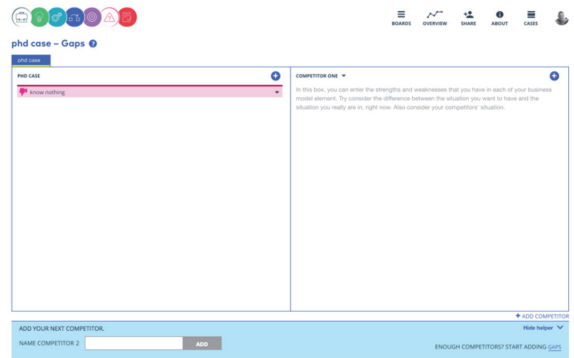 BOARDS
OVERVIEW
SHARE
ABOUT
CASES
phd case – Gaps ?
phd case
PHD CASE
know nothing
COMPETITOR ONE
In this box, you can enter the strengths and weaknesses that you have in each of your business
model element. Try consider the difference between the situation you want to have and the
situation you really are in, right now. Also consider your competitors' situation.
+ ADD COMPETITOR
ADD YOUR NEXT COMPETITOR.
Hide helper
NAME COMPETITOR 2
ADD
ENOUGH COMPETITORS? START ADDING GAPS